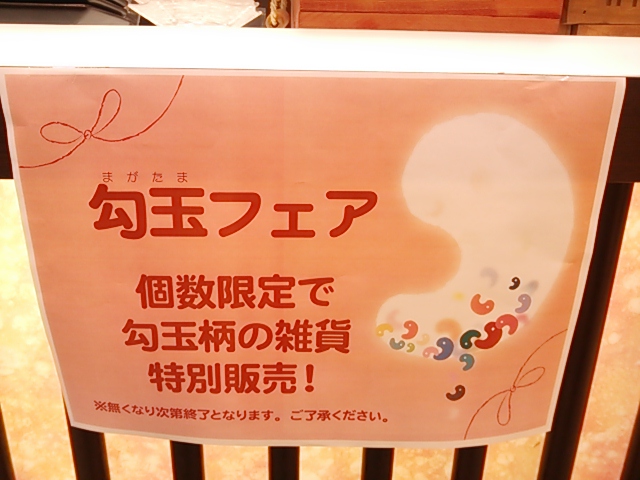 まがたま
勾玉フェア
個数限定で
勾玉柄の雑貨
特別販売！
※無くなり次第終了となります。ご了承ください。